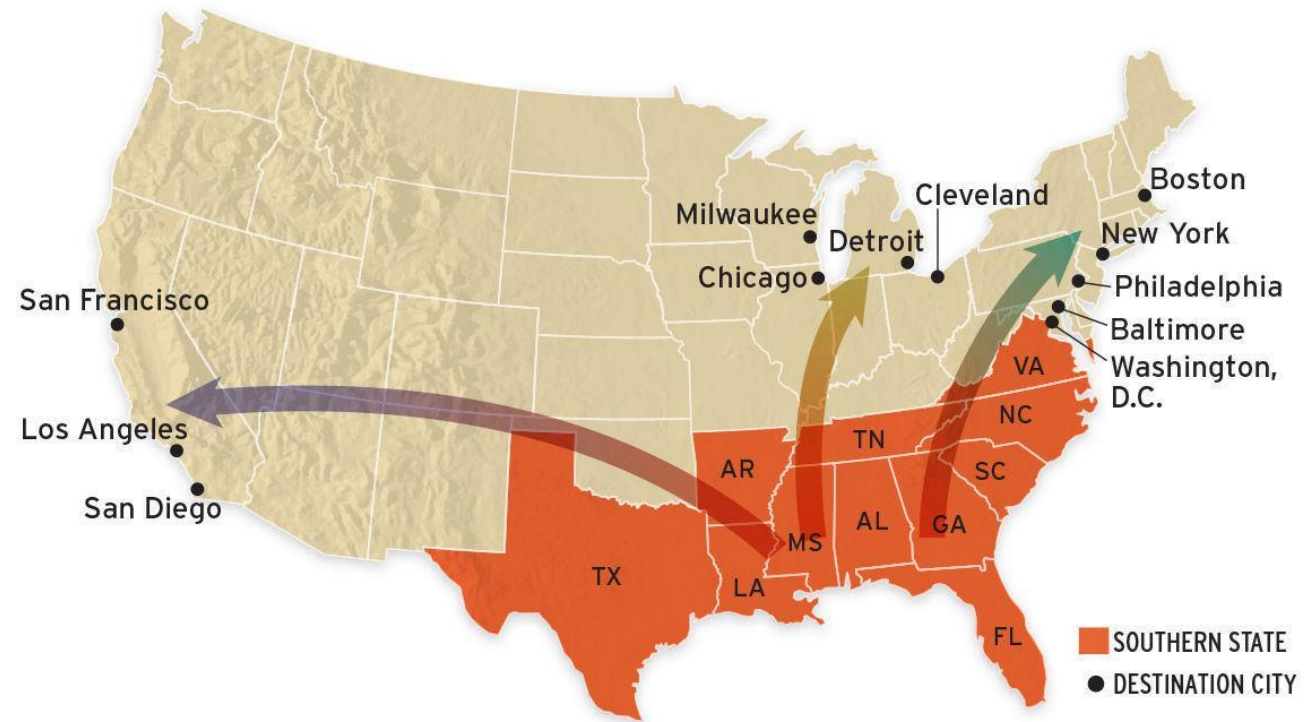 Boston
Cleveland
Milwaukee
Detroit
New York
Chicago
Philadelphia
San Francisco
Baltimore
VA
Washington,
D.C.
NC
Los Angeles
TN
AR
SC
San Diego
AL
GA
MS
TX
LA
FL
SOUTHERN STATE
DESTINATION CITY